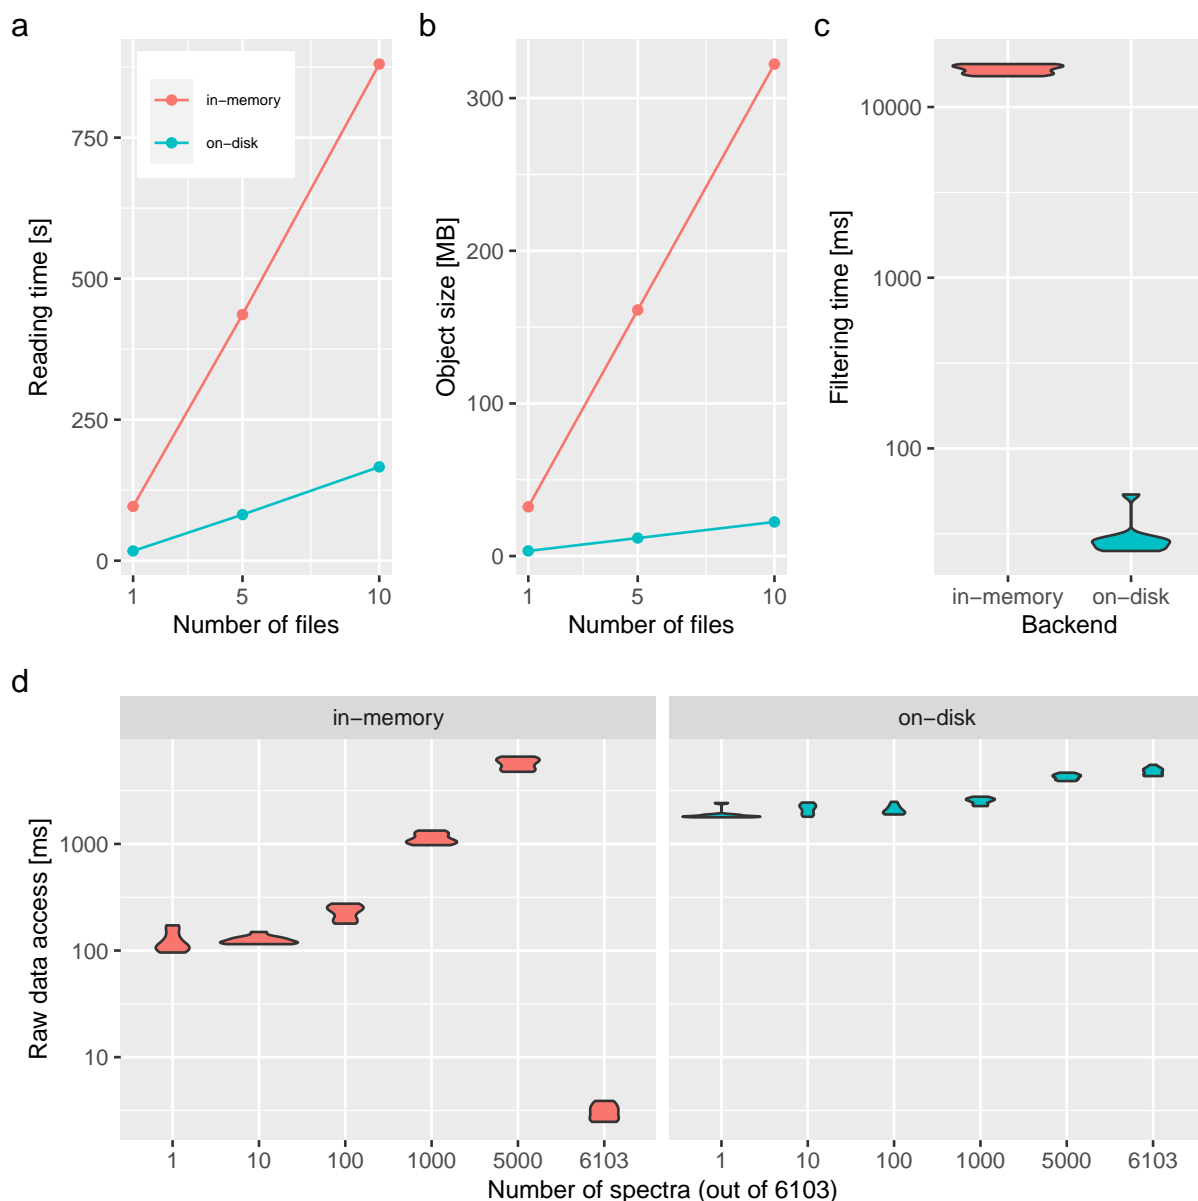 a
b
c
in−memory
on−disk
750
500
250
0
1
5
10
Reading time [s]
Number of files
300
200
100
0
1
5
10
Object size [MB]
Number of files
10000
1000
100
Filtering time [ms]
in−memory
on−disk
Backend
d
in−memory
on−disk
1000
100
10
Raw data access [ms]
1
10
100
1000
5000
6103
1
10
100
1000
5000
6103
Number of spectra (out of 6103)